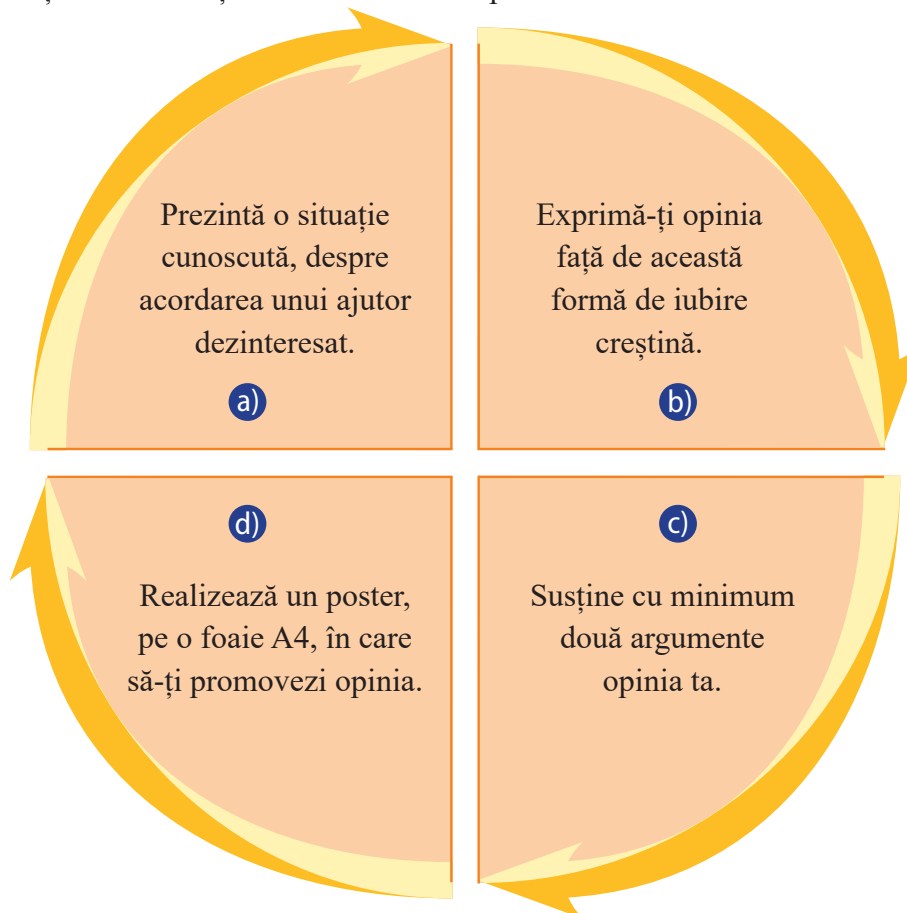 Prezintă o situație
cunoscută, despre
acordarea unui ajutor
dezinteresat.
a)
Exprimă-ți opinia
față de această
formă de iubire
creștină.
b)
c)
Susține cu minimum
două argumente
opinia ta.
d)
Realizează un poster,
pe o foaie A4, în care
să-ți promovezi opinia.